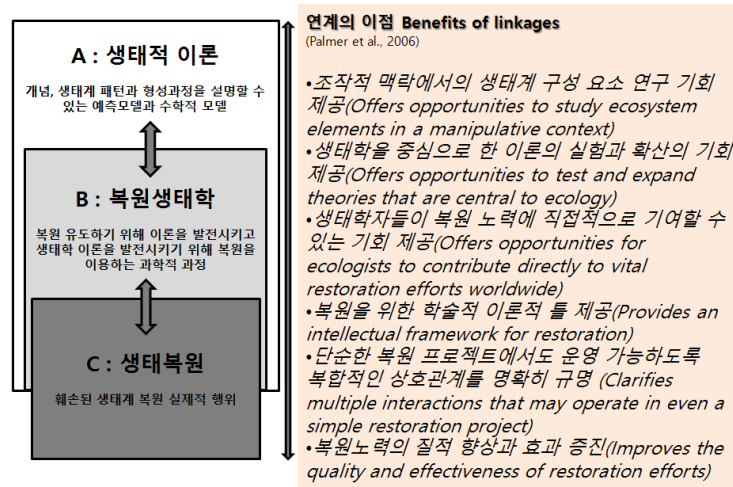 A : 생태적 이론
개념, 생태계 패턴과 형성과정을 설명할 수
있는 예측모델과 수학적 모델
B : 복원생태학
복원 유도하기 위해 이론을 발전시키고
생태학 이론을 발전시키기 위해 복원을
이용하는 과학적 과정
C : 생태복원
훼손된 생태계 복원 실제적 행위
연계의 이점 Benefits of linkages
(Palmer et al., 2006)
•조작적 맥락에서의 생태계 구성 요소 연구 기회
제공(Offers opportunities to study ecosystem
elements in a manipulative context)
•생태학을 중심으로 한 이론의 실험과 확산의 기회
제공(Offers opportunities to test and expand
theories that are central to ecology)
•생태학자들이 복원 노력에 직접적으로 기여할 수
있는 기회 제공(Offers opportunities for
ecologists to contribute directly to vital
restoration efforts worldwide)
•복원을 위한 학술적 이론적 틀 제공(Provides an
intellectual framework for restoration)
•단순한 복원 프로젝트에서도 운영 가능하도록
복합적인 상호관계를 명확히 규명 (Clarifies
multiple interactions that may operate in even a
simple restoration project)
•복원노력의 질적 향상과 효과 증진(Improves the
quality and effectiveness of restoration efforts)